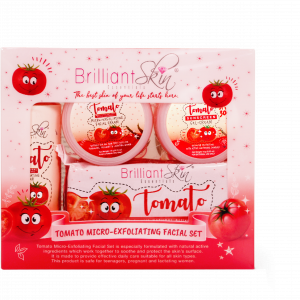 Brilliant Skin
ESSENTIALS
The best skin of your life starts here.
Tomato
Tomato
SUNSCREEN
Brilliant Skin
ESSENTIALS
Tomato
Tomato
TOMATO MICRO-EXFOLIATING FACIAL SET
Tomato Micro-Exfoliating Facial Set is especially formulated with natural active
ingredients which work together to soothe and protect the skin's surface.
It is made to provide effective daily care suitable for all skin types.
This product is safe for teenagers, pregnant and lactating women.